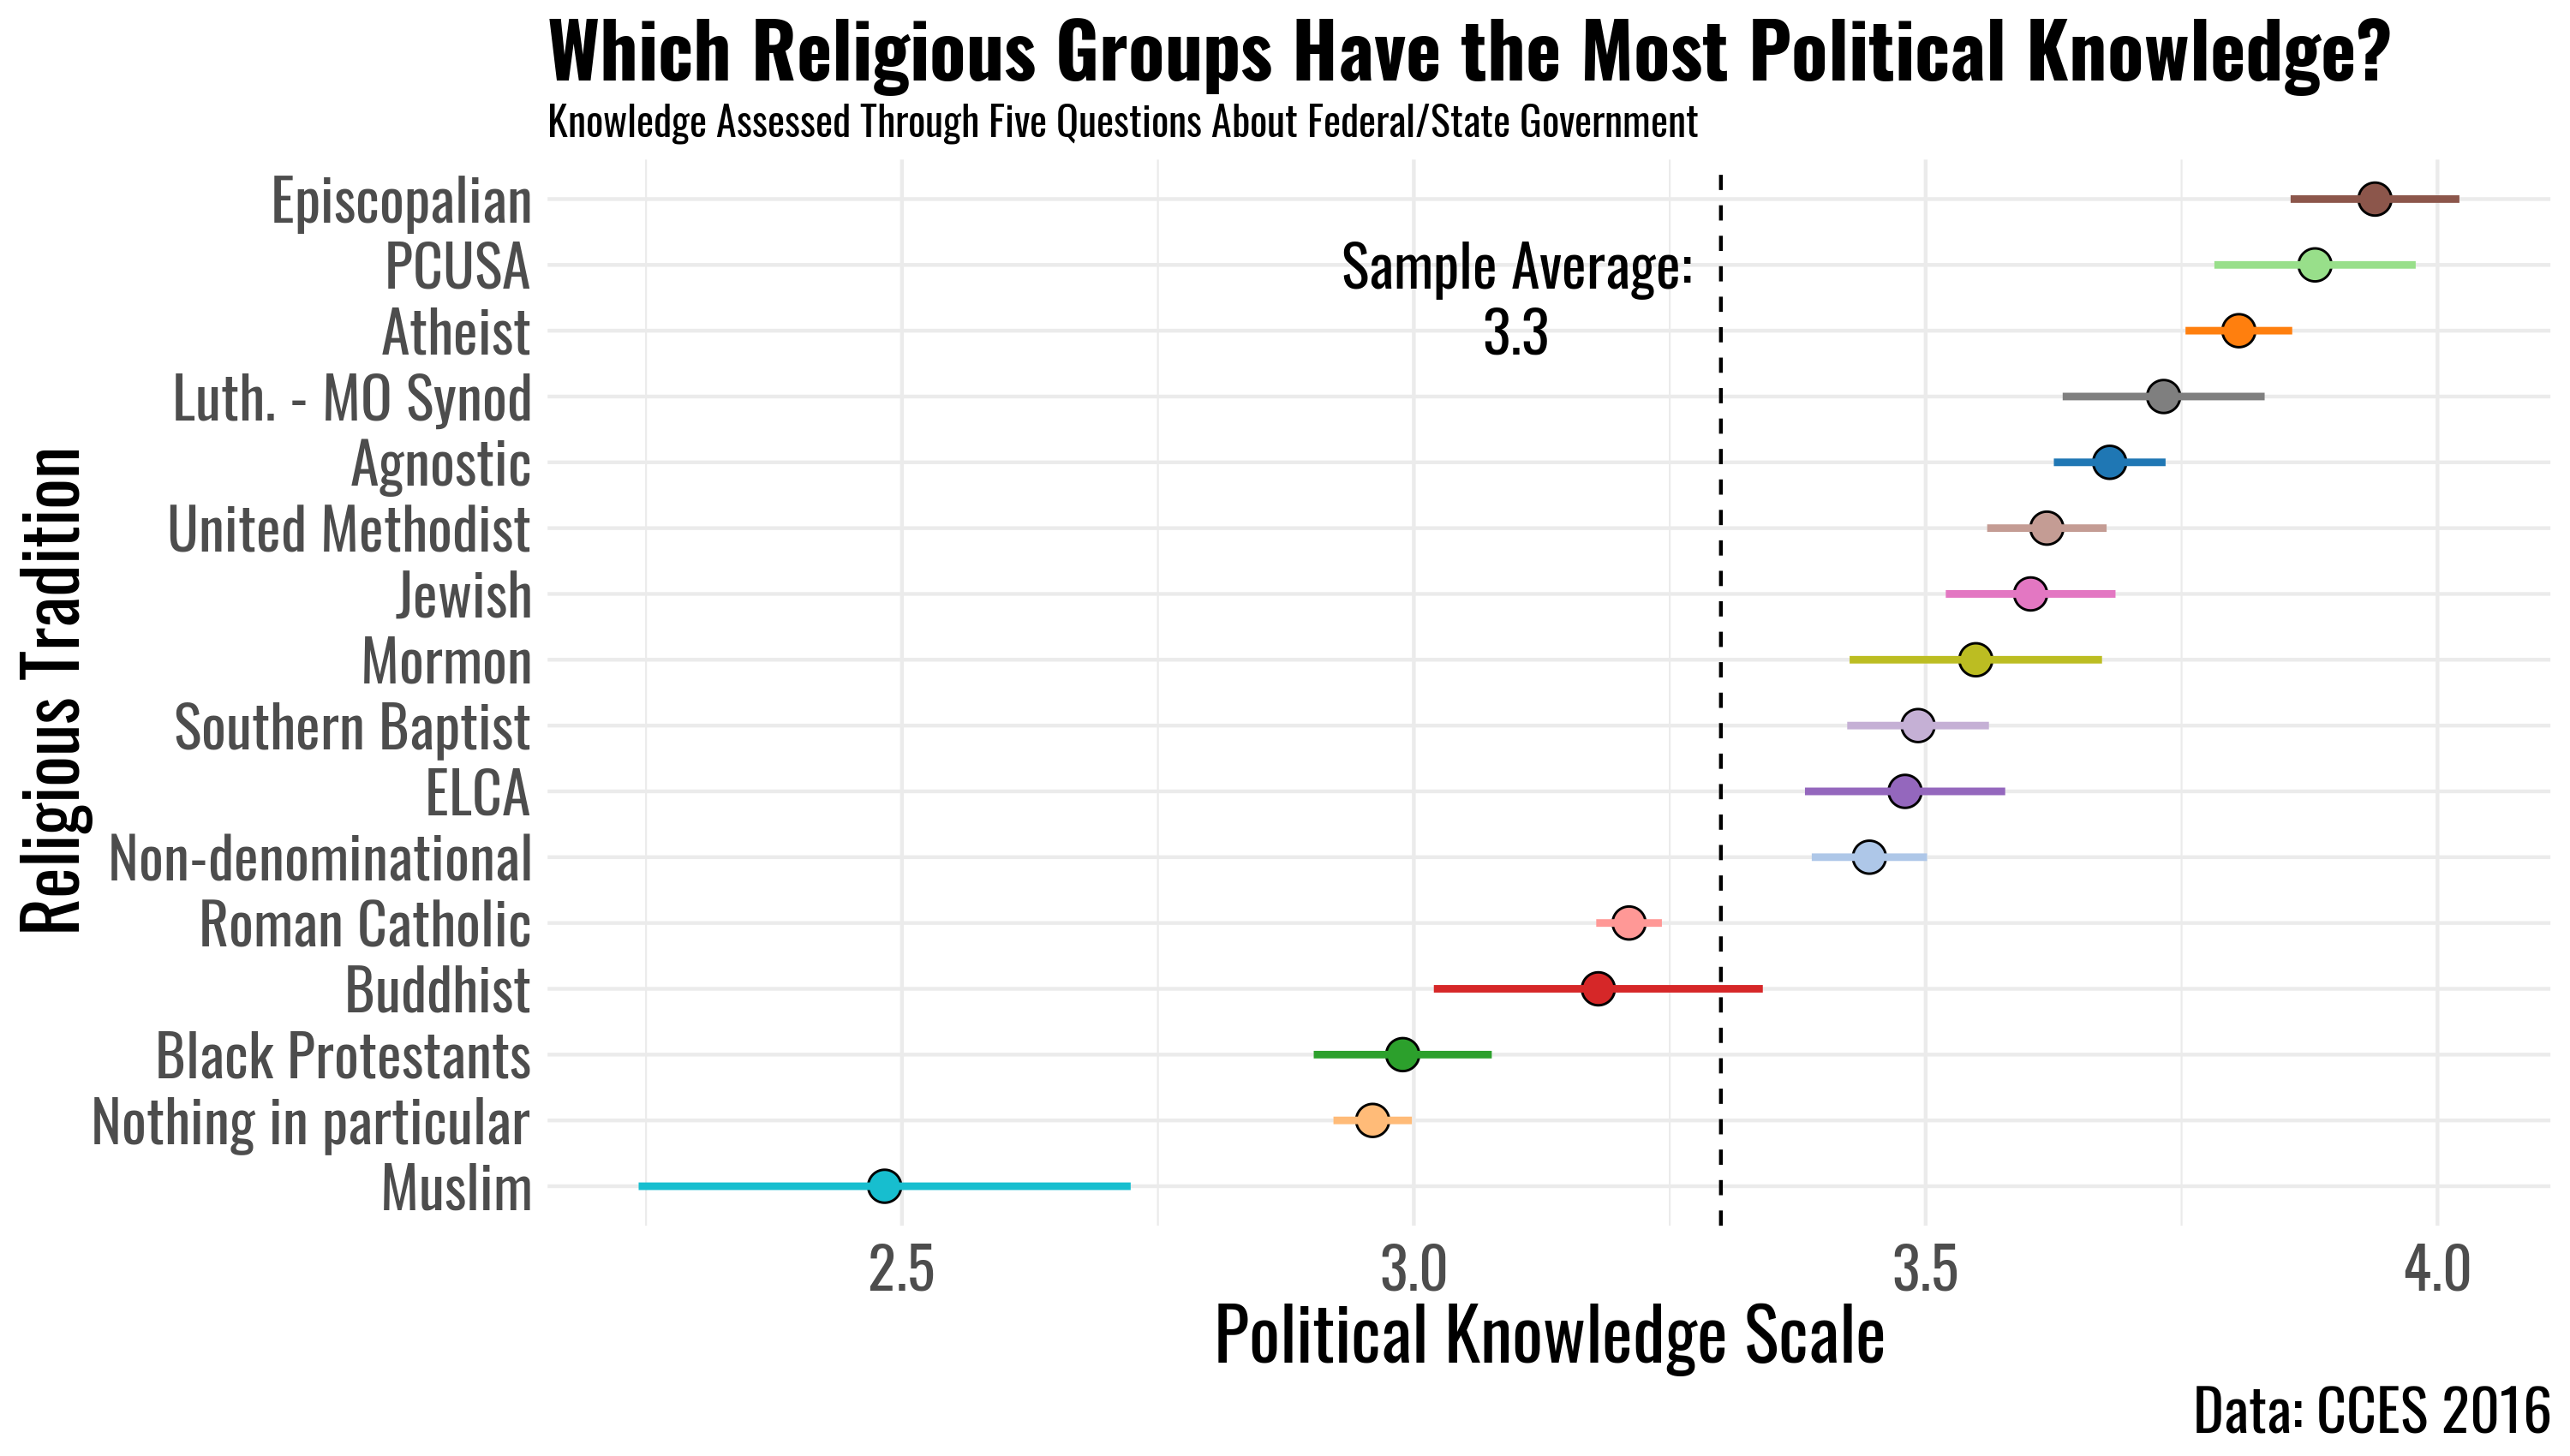 Which Religious Groups Have the Most Political Knowledge?
Knowledge Assessed Through Five Questions About Federal/State Government
Religious Tradition
Episcopalian
PCUSA
Atheist
Luth. - MO Synod
Agnostic
United Methodist
Jewish
Mormon
Southern Baptist
ELCA
Non-denominational
Roman Catholic
Buddhist
Black Protestants
Nothing in particular
Muslim
Sample Average:
3.3
2.5 3.0 3.5 4.0
Political Knowledge Scale
Data: CCES 2016